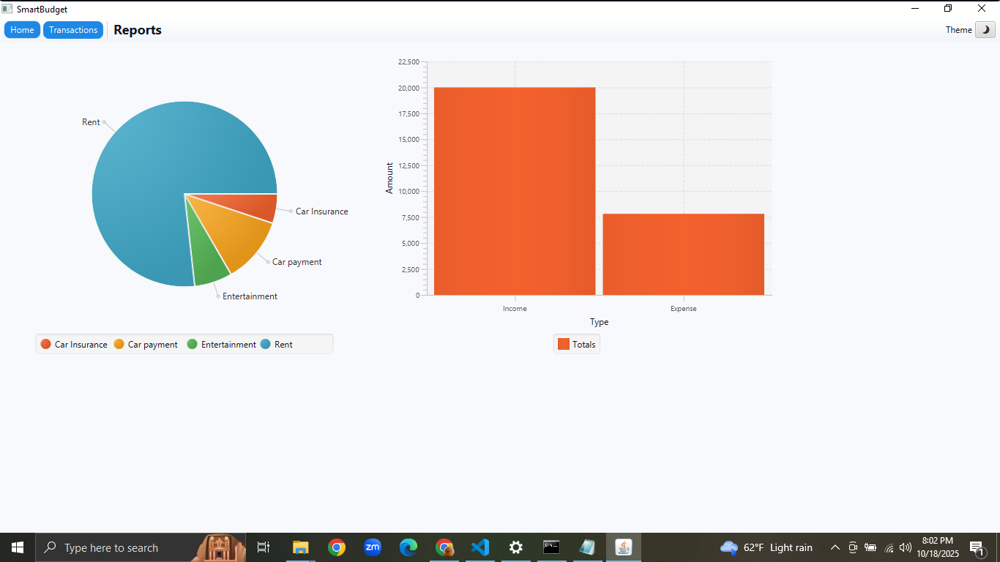 SmartBudget
Home Transactions Reports Theme
Rent
Car Insurance
Car payment
Entertainment
Car Insurance Car payment Entertainment Rent
Amount
22,500
20,000
17,500
15,000
12,500
10,000
7,500
5,000
2,500
0
Income Expense
Type
Totals
Type here to search
zm
62°F Light rain
8:02 PM
10/18/2025
1